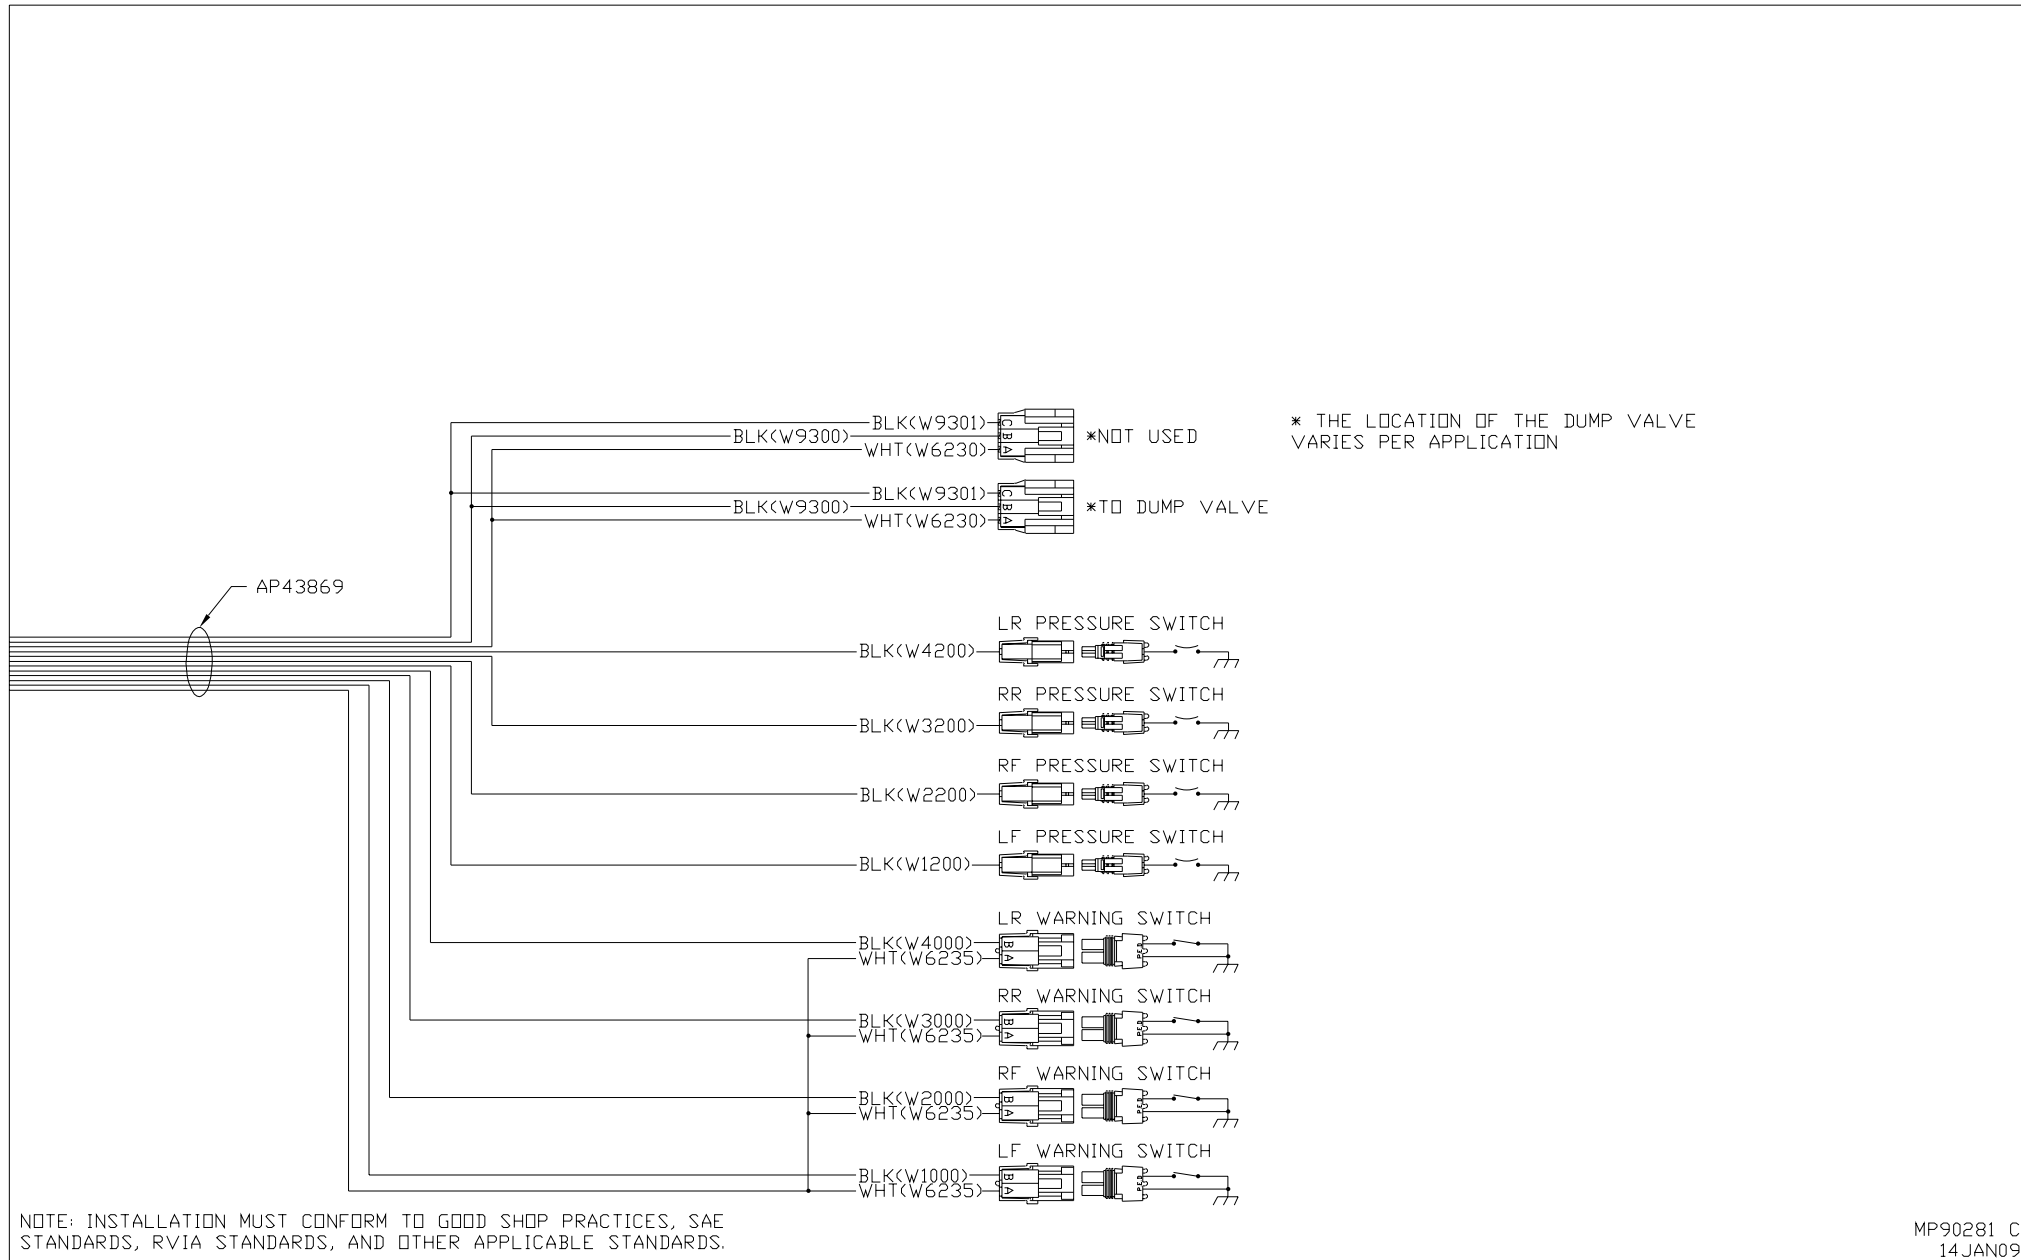 BLK(W9301) C
BLK(W9300) B *NOT USED
WHT(W6230) A
* THE LOCATION OF THE DUMP VALVE
VARIES PER APPLICATION
BLK(W9301) C
BLK(W9300) B *TO DUMP VALVE
WHT(W6230) A
AP43869
LR PRESSURE SWITCH
BLK(W4200)
RR PRESSURE SWITCH
BLK(W3200)
RF PRESSURE SWITCH
BLK(W2200)
LF PRESSURE SWITCH
BLK(W1200)
LR WARNING SWITCH
BLK(W4000) B
WHT(W6235) A
RR WARNING SWITCH
BLK(W3000) B
WHT(W6235) A
RF WARNING SWITCH
BLK(W2000) B
WHT(W6235) A
LF WARNING SWITCH
BLK(W1000) B
WHT(W6235) A
NOTE: INSTALLATION MUST CONFORM TO GOOD SHOP PRACTICES, SAE
STANDARDS, RVIA STANDARDS, AND OTHER APPLICABLE STANDARDS.
MP90281 C
14JAN09